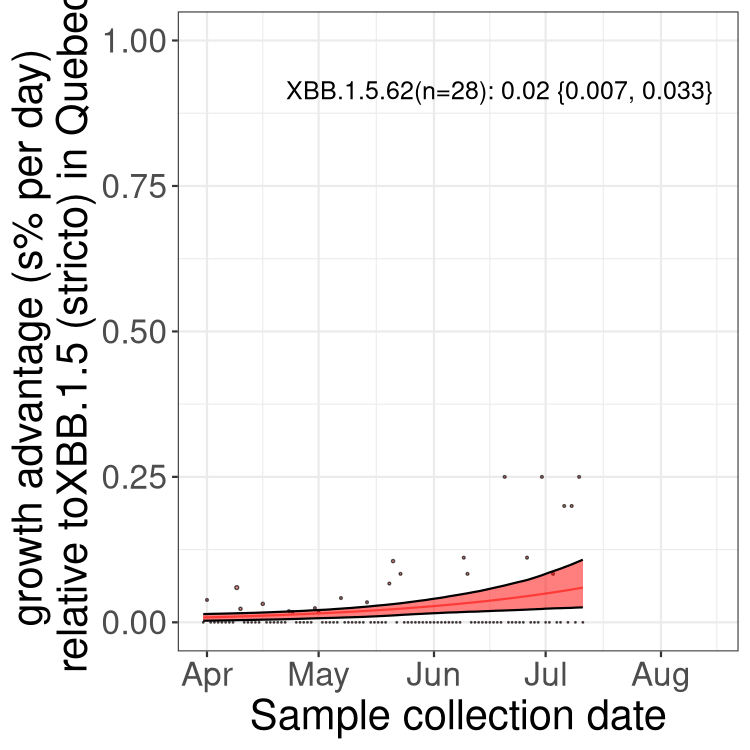 growth advantage (s% per day)
relative toXBB.1.5 (stricto) in Quebec
1.00
0.75
0.50
0.25
0.00
XBB.1.5.62(n=28): 0.02 {0.007, 0.033}
Apr May Jun Jul Aug
Sample collection date